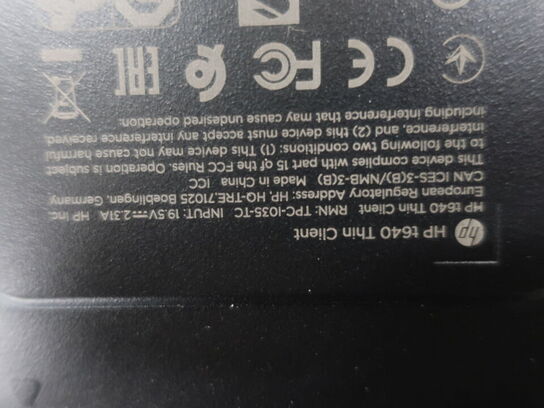 hp HP t640 Thin Client
HP t640 Thin Client RMN: TPC-I035-TC INPUT: 19.5V⎓2.31A HP Inc.
European Regulatory Address: HP, HQ-TRE,71025 Boeblingen, Germany
CAN ICES-3(B)/NMB-3(B) Made in China ICC
This device complies with part 15 of the FCC Rules. Operation is subject
to the following two conditions: (1) This device may not cause harmful
interference, and (2) this device must accept any interference received
including interference that may cause undesired operation.
CE FC EAC